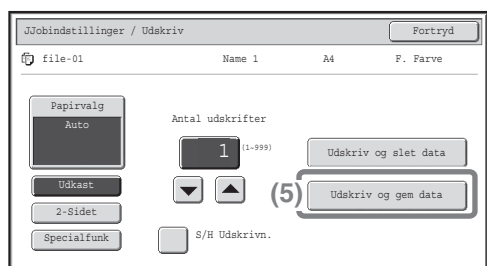 JJobindstillinger / Udskriv
Fortryd
file-01 Name 1 A4 F. Farve
Papirvalg
Auto
Antal udskrifter
1 (1~999)
Udskriv og slet data
Udkast
(5) Udskriv og gem data
2-Sidet
Specialfunk
S/H Udskrivn.